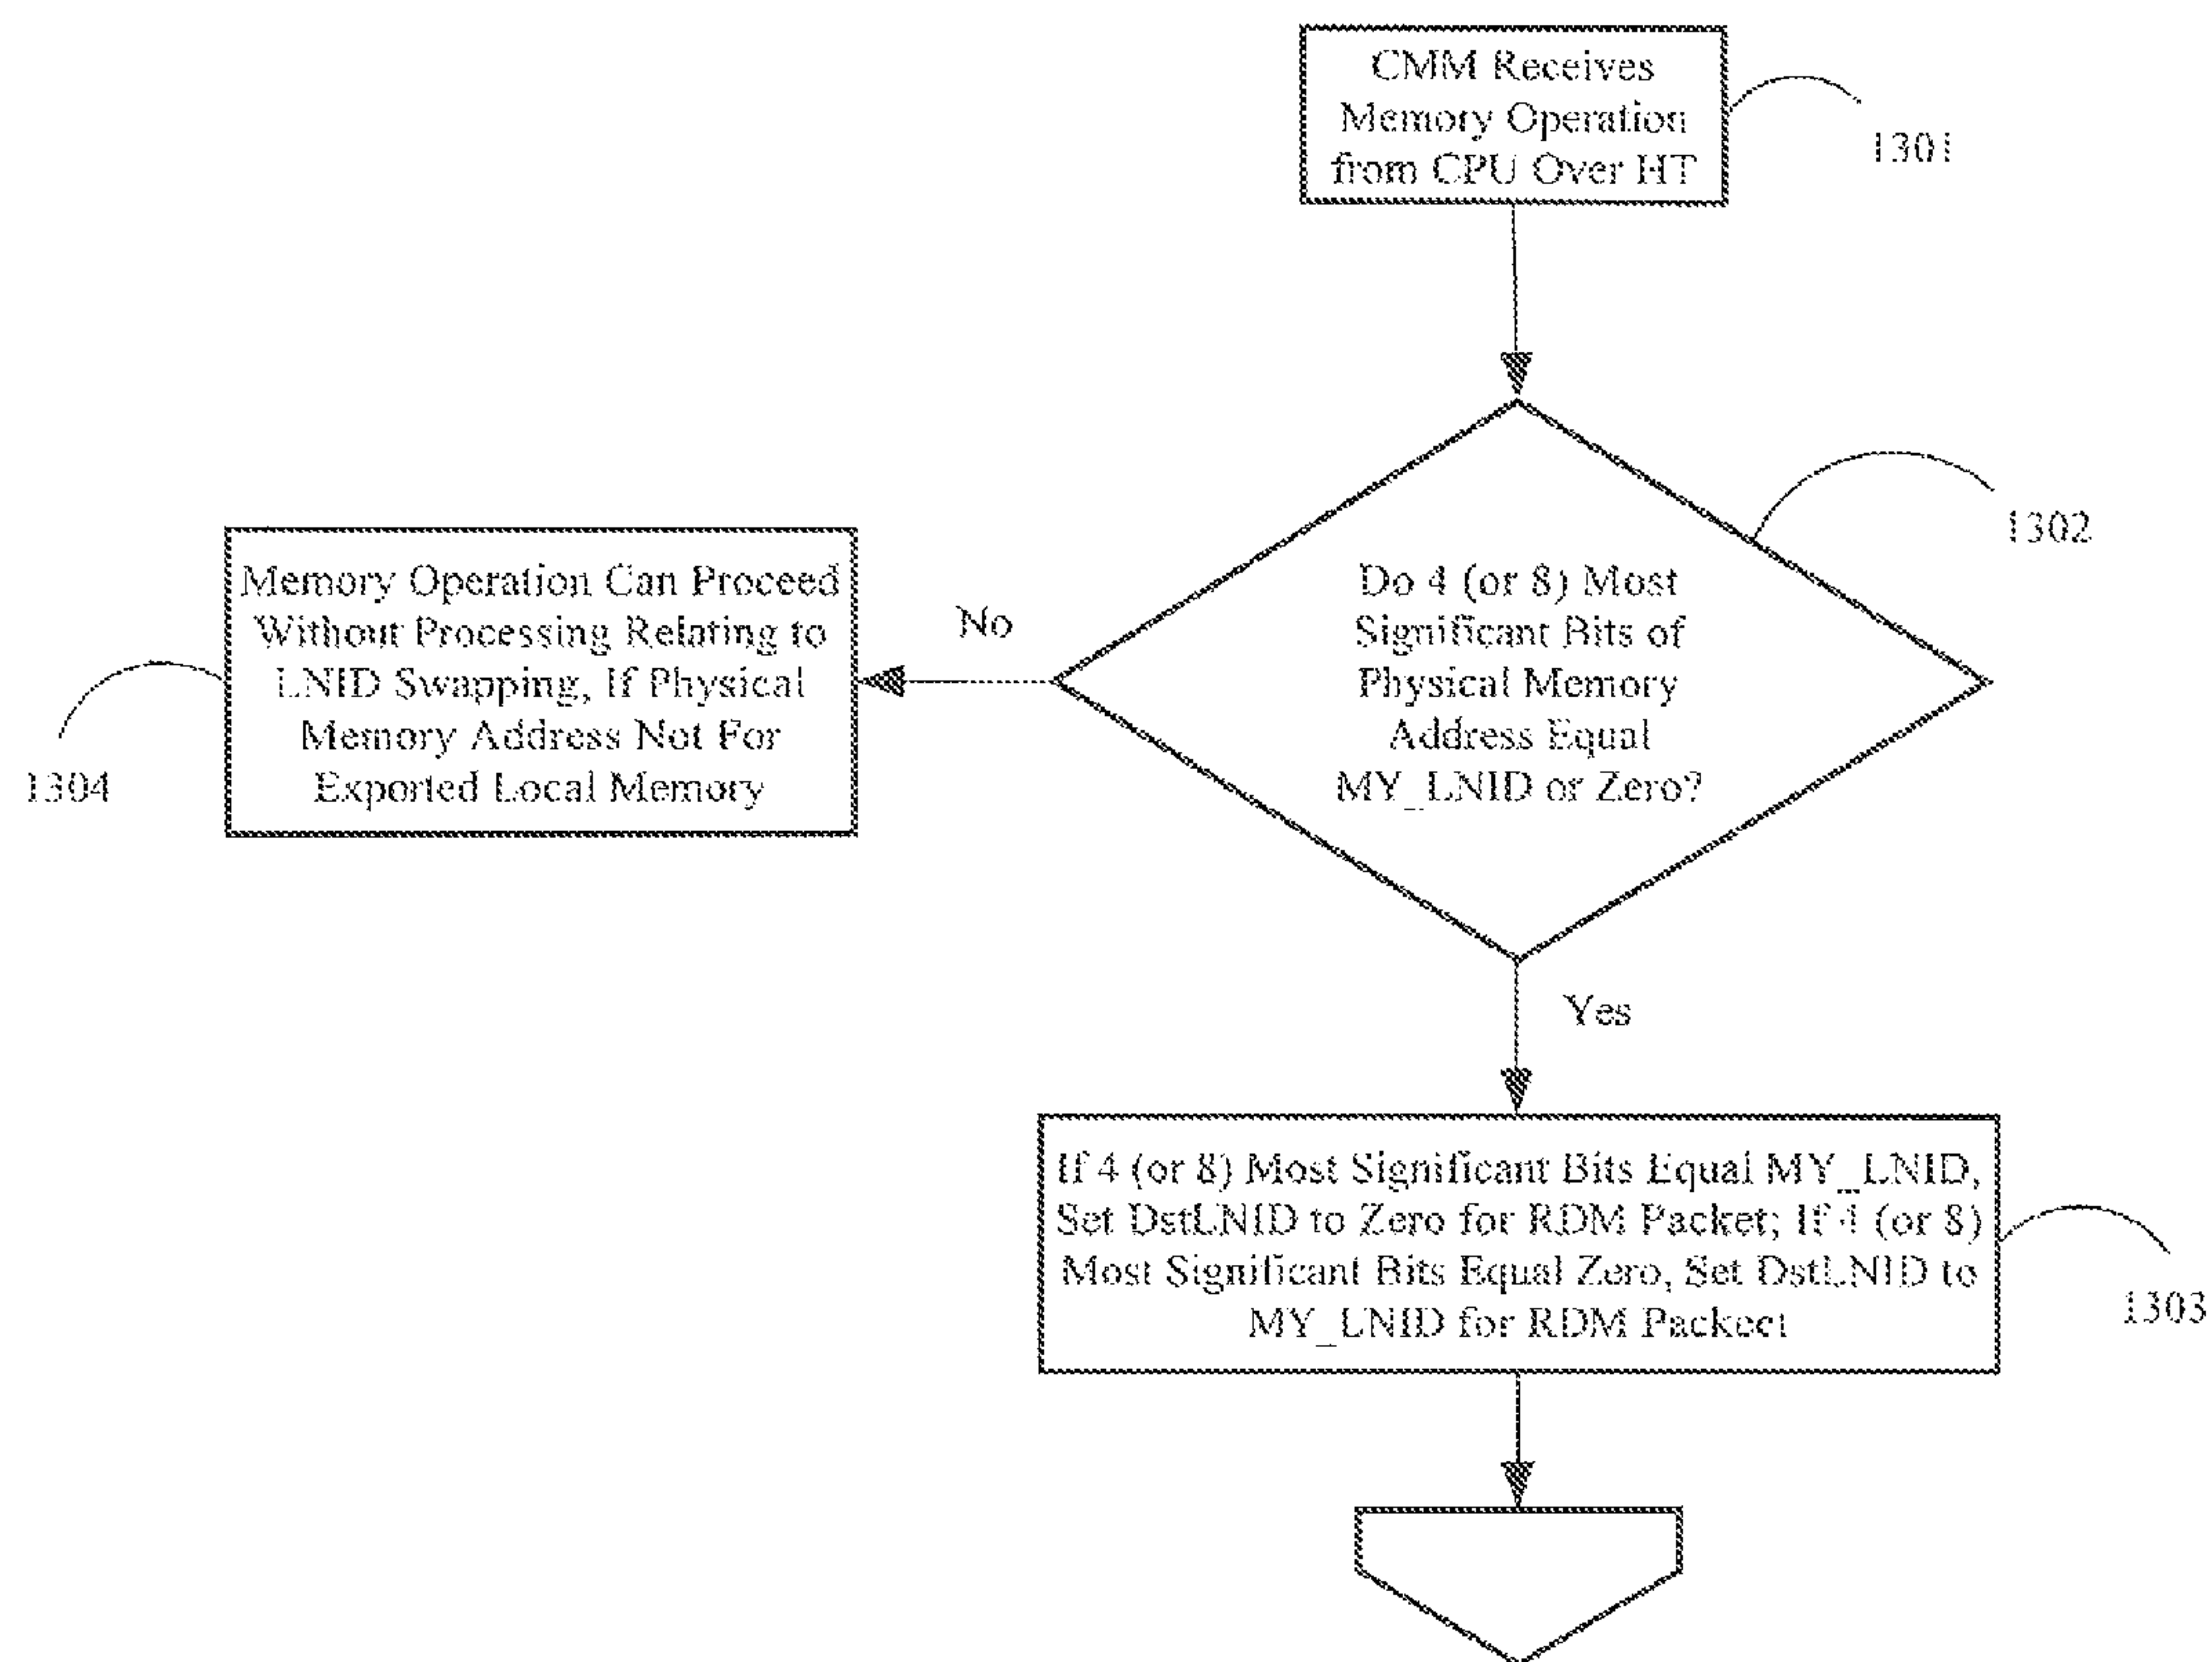 CMM Receives
Memory Operation
from CPU Over HT
1301
Do 4 (or 8) Most
Significant Bits of
Physical Memory
Address Equal
MY_LNID or Zero?
1302
No
Memory Operation Can Proceed
Without Processing Relating to
LNID Swapping, If Physical
Memory Address Not For
Exported Local Memory
1304
Yes
If 4 (or 8) Most Significant Bits Equal MY_LNID,
Set DstLNID to Zero for RDM Packet; If 4 (or 8)
Most Significant Bits Equal Zero, Set DstLNID to
MY_LNID for RDM Packect
1303